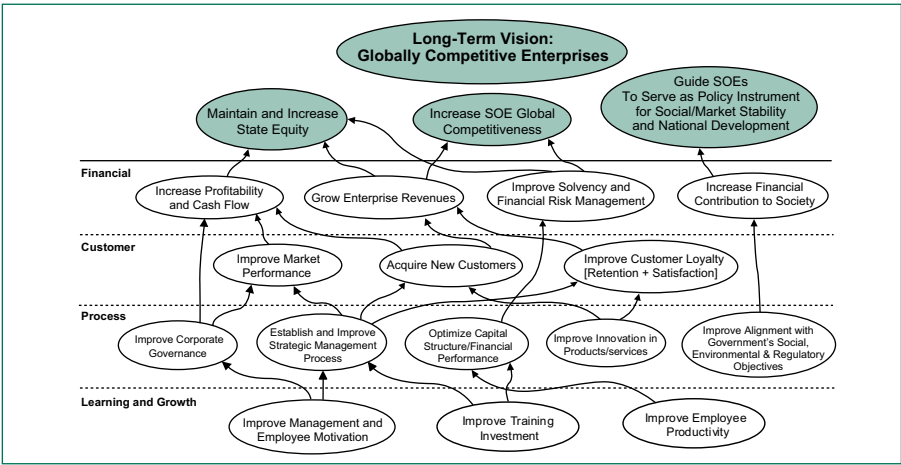 Long-Term Vision:
Globally Competitive Enterprises
Maintain and Increase
State Equity
Increase SOE Global
Competitiveness
Guide SOEs
To Serve as Policy Instrument
for Social/Market Stability
and National Development
Financial
Increase Profitability
and Cash Flow
Grow Enterprise Revenues
Improve Solvency and
Financial Risk Management
Increase Financial
Contribution to Society
Customer
Improve Market
Performance
Acquire New Customers
Improve Customer Loyalty
[Retention + Satisfaction]
Process
Improve Corporate
Governance
Establish and Improve
Strategic Management
Process
Optimize Capital
Structure/Financial
Performance
Improve Innovation in
Products/services
Improve Alignment with
Government's Social,
Environmental & Regulatory
Objectives
Learning and Growth
Improve Management and
Employee Motivation
Improve Training
Investment
Improve Employee
Productivity